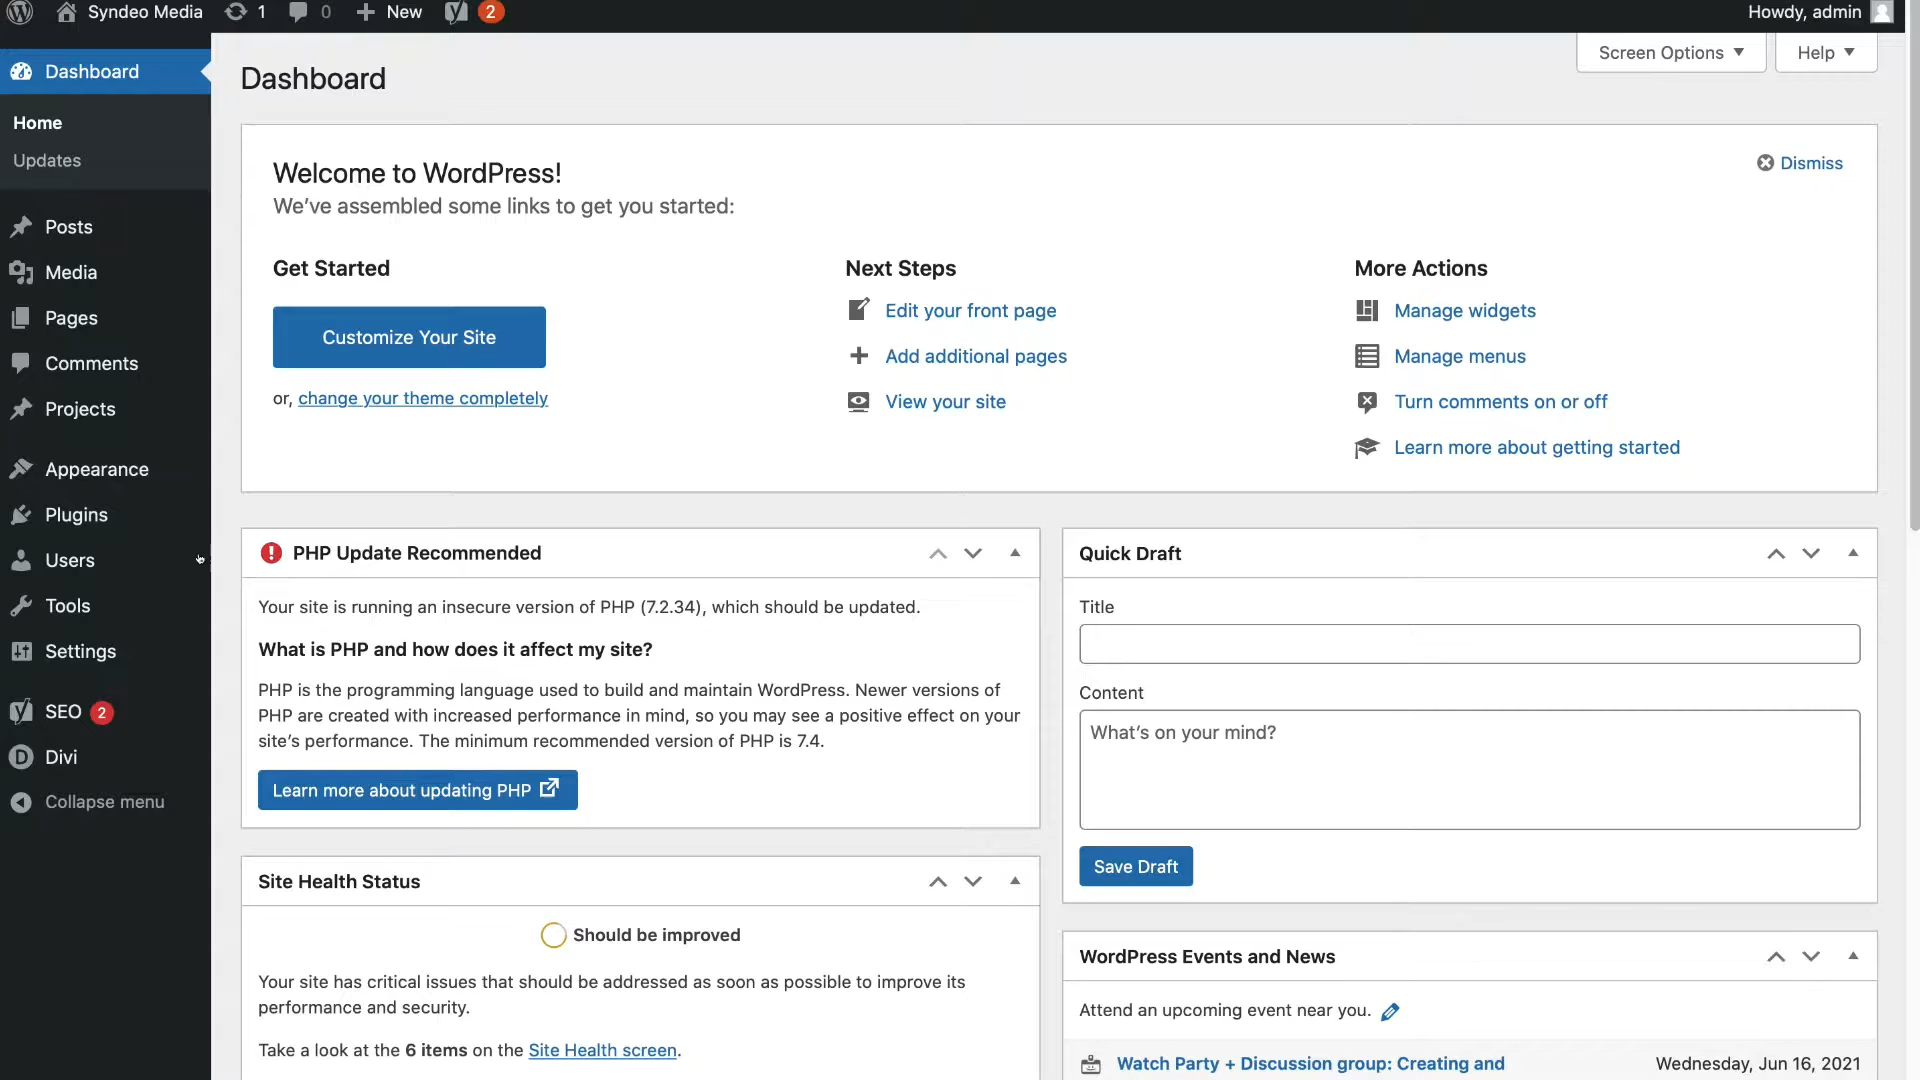 Syndeo Media 1 0 New 2 Howdy, admin
Dashboard
Home
Updates
Posts
Media
Pages
Comments
Projects
Appearance
Plugins
Users
Tools
Settings
SEO 2
Divi
Collapse menu
Screen Options Help
Dashboard
Welcome to WordPress!
We've assembled some links to get you started:
Dismiss
Get Started
Customize Your Site
or, change your theme completely
Next Steps
Edit your front page
Add additional pages
View your site
More Actions
Manage widgets
Manage menus
Turn comments on or off
Learn more about getting started
PHP Update Recommended
Your site is running an insecure version of PHP (7.2.34), which should be updated.
What is PHP and how does it affect my site?
PHP is the programming language used to build and maintain WordPress. Newer versions of
PHP are created with increased performance in mind, so you may see a positive effect on your
site's performance. The minimum recommended version of PHP is 7.4.
Learn more about updating PHP
Site Health Status
Should be improved
Your site has critical issues that should be addressed as soon as possible to improve its
performance and security.
Take a look at the 6 items on the Site Health screen.
Quick Draft
Title
Content
What's on your mind?
Save Draft
WordPress Events and News
Attend an upcoming event near you.
Watch Party + Discussion group: Creating and Wednesday, Jun 16, 2021